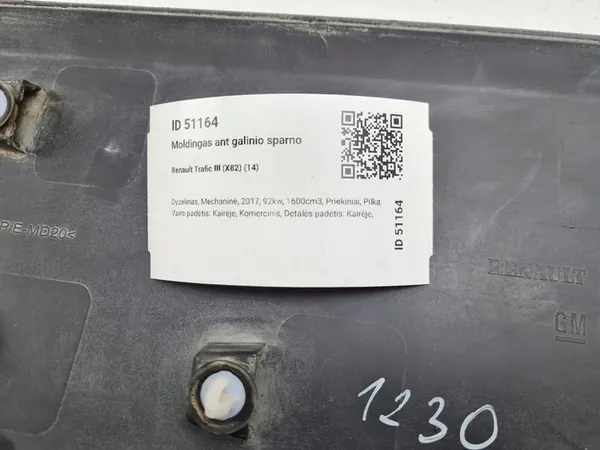 ID 51164
Moldingas ant galinio sparno
Renault Trafic III (X82) (14)
Dyzelinas, Mechaninė, 2017, 92kw, 1600cm3, Priekiniai, Pilka,
Vairo padėtis: Kairėje, Komercinis, Detalės padėtis: Kairėje,
ID 51164
P/E-MD20<
RENAULT
GM
1230